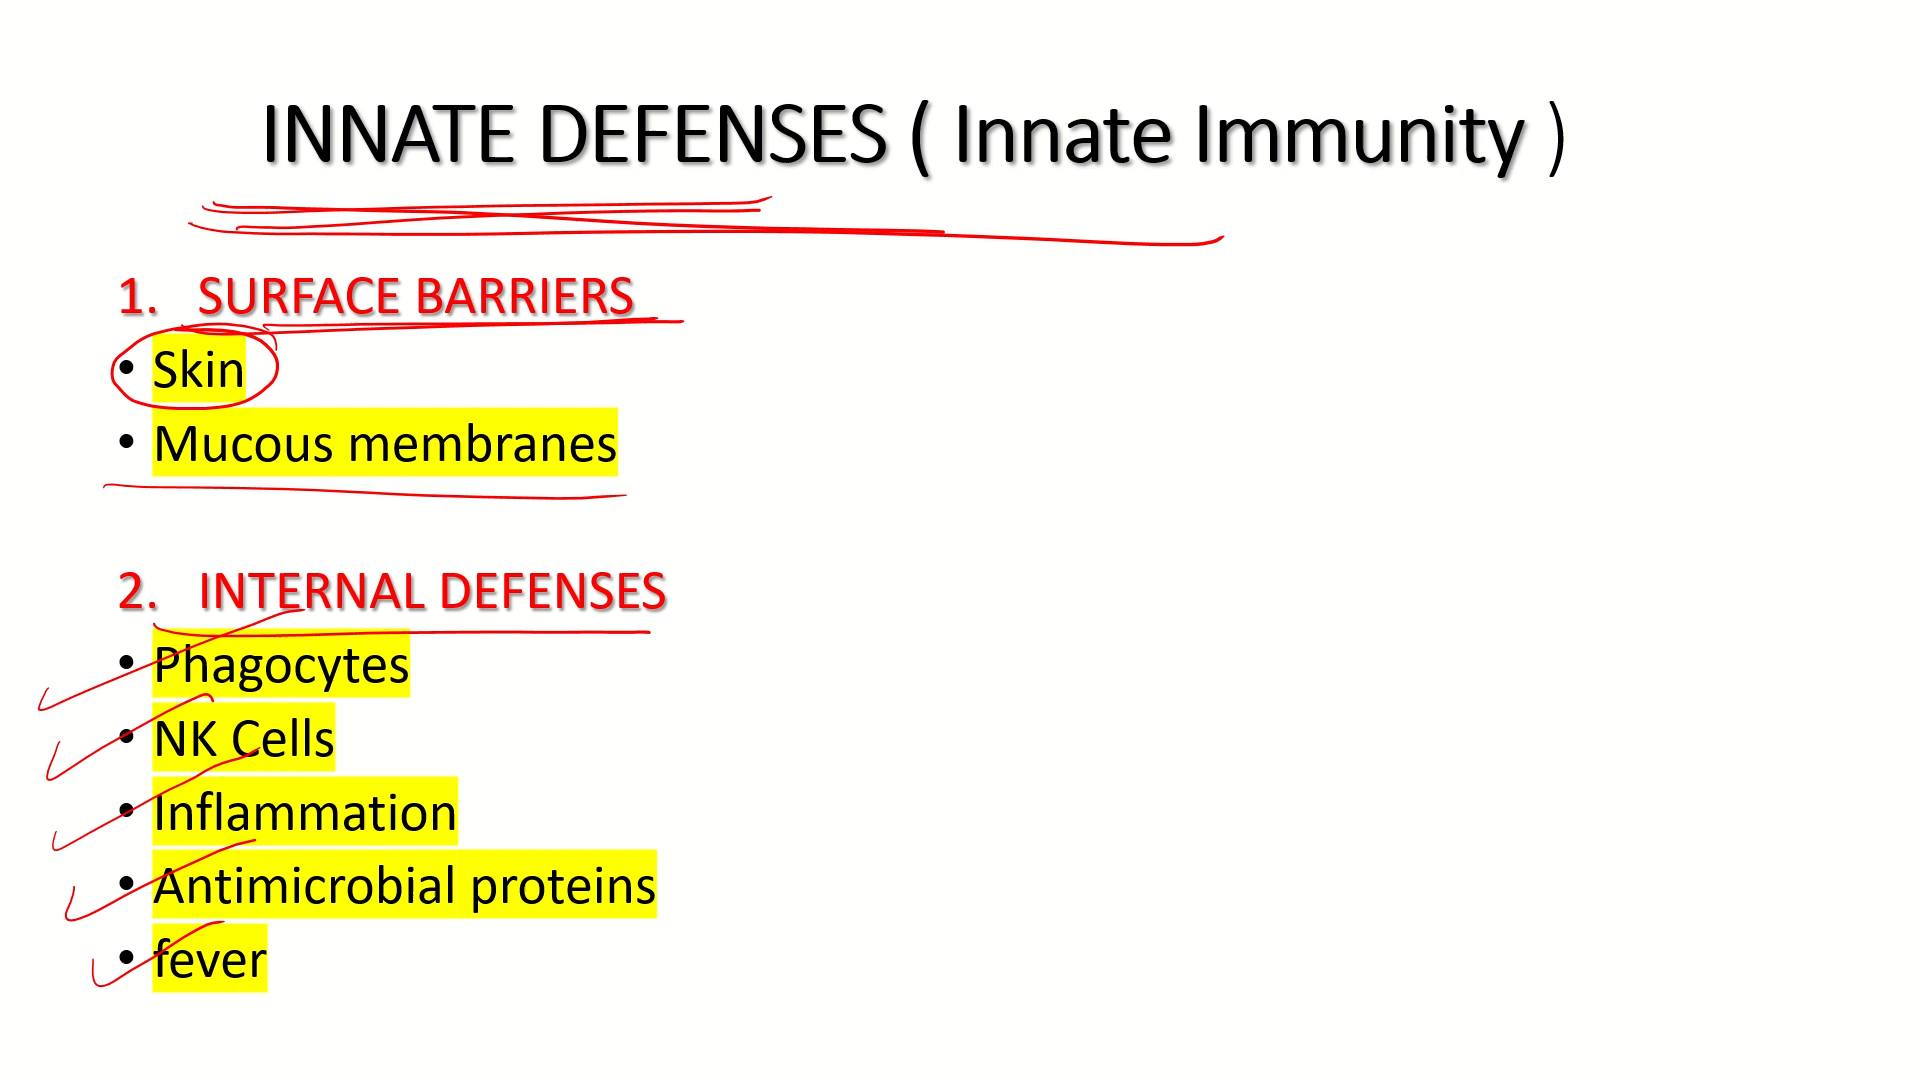 INNATE DEFENSES ( Innate Immunity )
1. SURFACE BARRIERS
• Skin
• Mucous membranes
2. INTERNAL DEFENSES
• Phagocytes
• NK Cells
• Inflammation
• Antimicrobial proteins
• fever